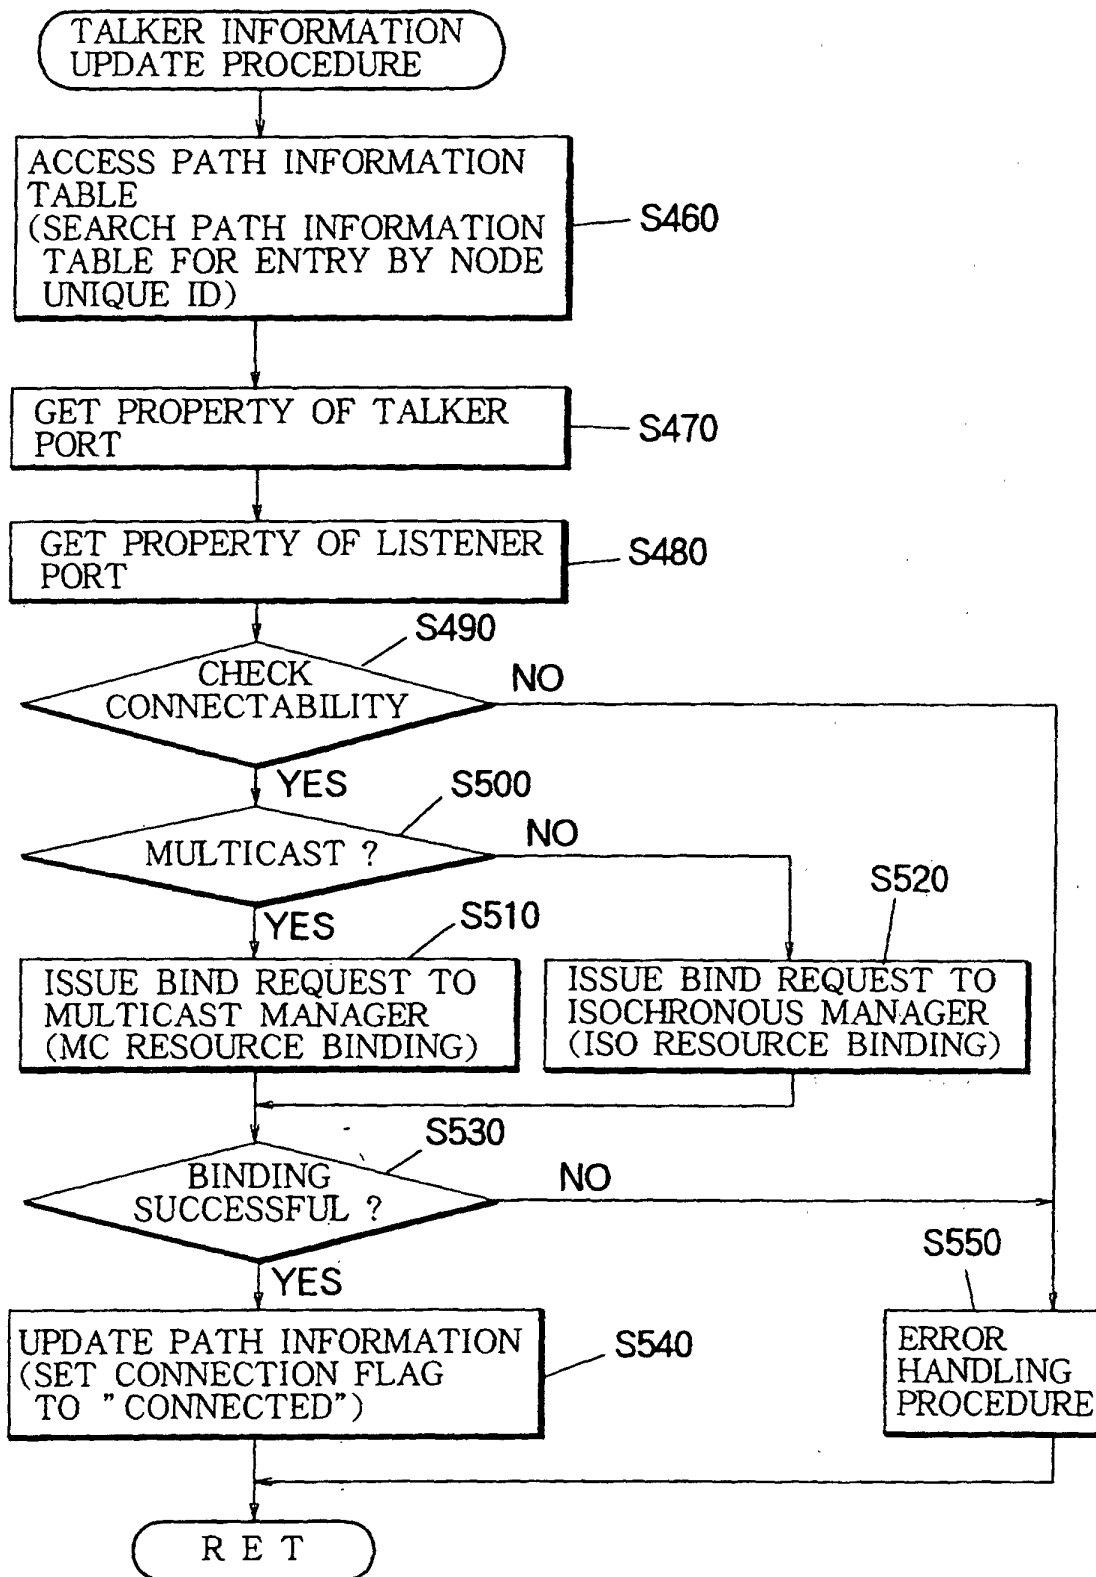 TALKER INFORMATION
UPDATE PROCEDURE
ACCESS PATH INFORMATION
TABLE
(SEARCH PATH INFORMATION
TABLE FOR ENTRY BY NODE
UNIQUE ID)
S460
GET PROPERTY OF TALKER
PORT
S470
GET PROPERTY OF LISTENER
PORT
S480
S490
CHECK
CONNECTABILITY
NO
YES
S500
MULTICAST ?
NO
YES
S510
S520
ISSUE BIND REQUEST TO
MULTICAST MANAGER
(MC RESOURCE BINDING)
ISSUE BIND REQUEST TO
ISOCHRONOUS MANAGER
(ISO RESOURCE BINDING)
S530
BINDING
SUCCESSFUL ?
NO
YES
S550
UPDATE PATH INFORMATION
(SET CONNECTION FLAG
TO "CONNECTED")
S540
ERROR
HANDLING
PROCEDURE
R E T